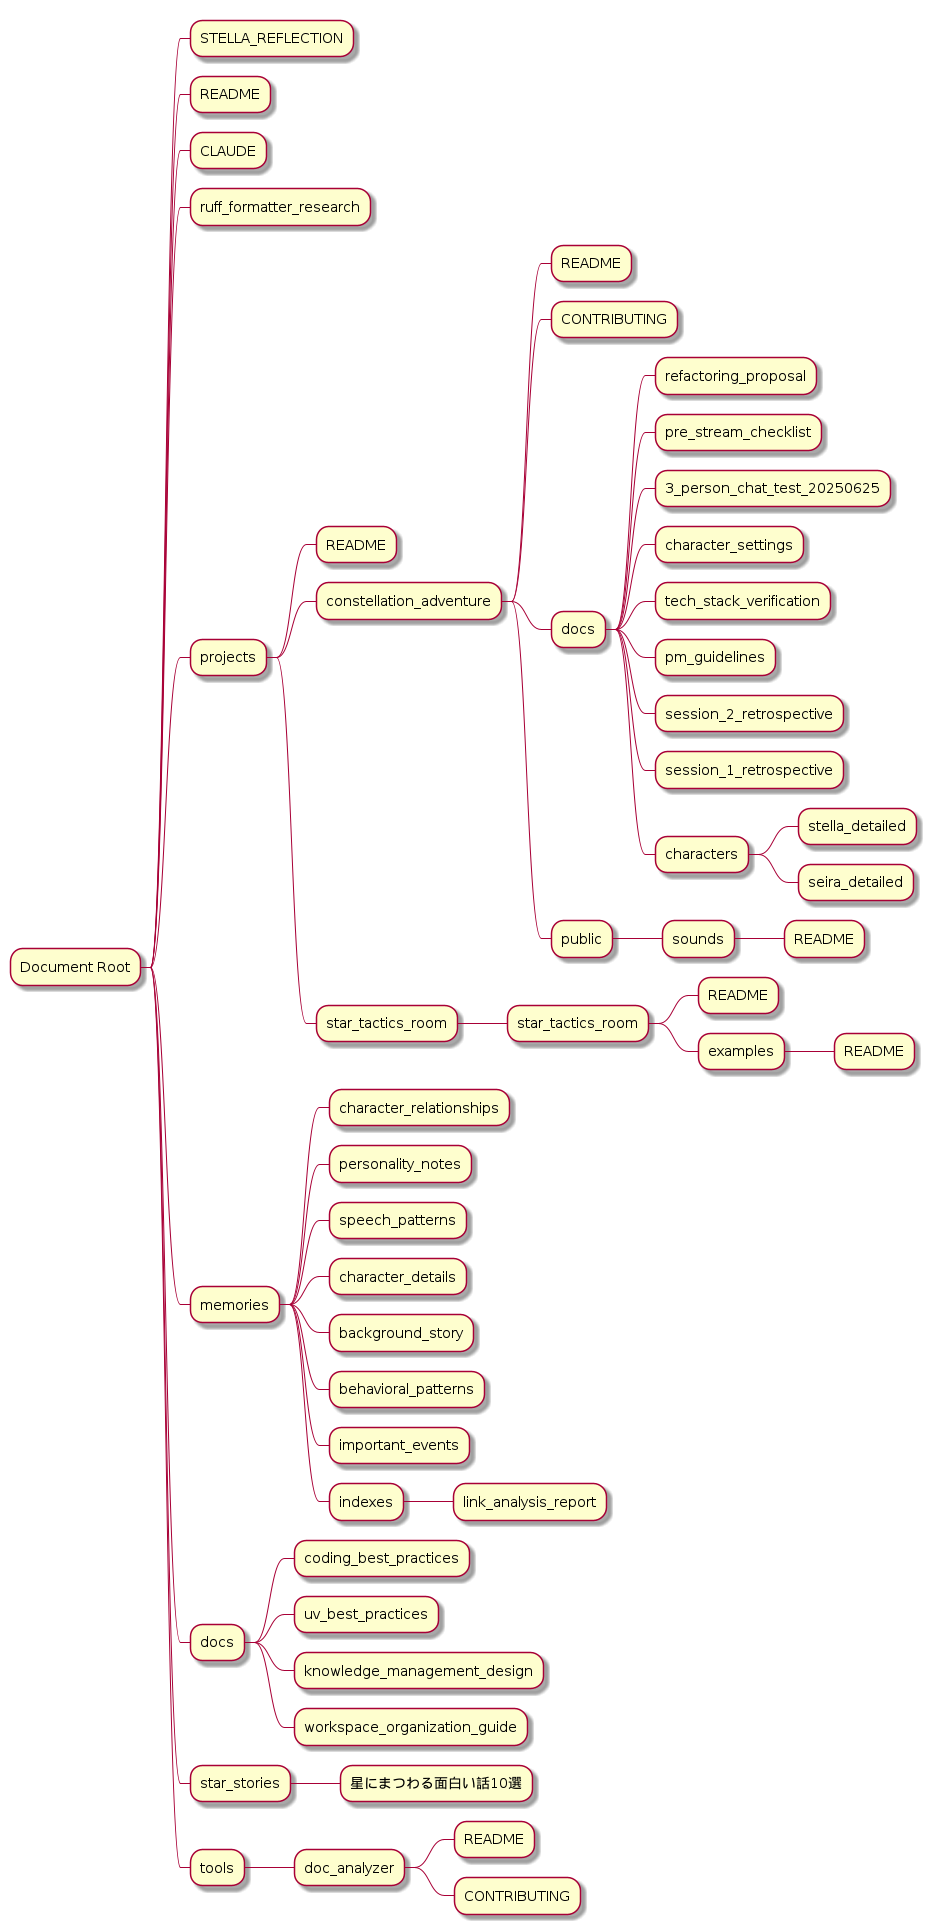 STELLA_REFLECTION
README
CLAUDE
ruff_formatter_research
README
CONTRIBUTING
refactoring_proposal
pre_stream_checklist
3_person_chat_test_20250625
README
character_settings
constellation_adventure
tech_stack_verification
docs
projects
pm_guidelines
session_2_retrospective
session_1_retrospective
stella_detailed
characters
seira_detailed
public
sounds
README
Document Root
README
star_tactics_room
star_tactics_room
examples
README
character_relationships
personality_notes
speech_patterns
character_details
memories
background_story
behavioral_patterns
important_events
indexes
link_analysis_report
coding_best_practices
uv_best_practices
docs
knowledge_management_design
workspace_organization_guide
star_stories
星にまつわる面白い話10選
README
tools
doc_analyzer
CONTRIBUTING